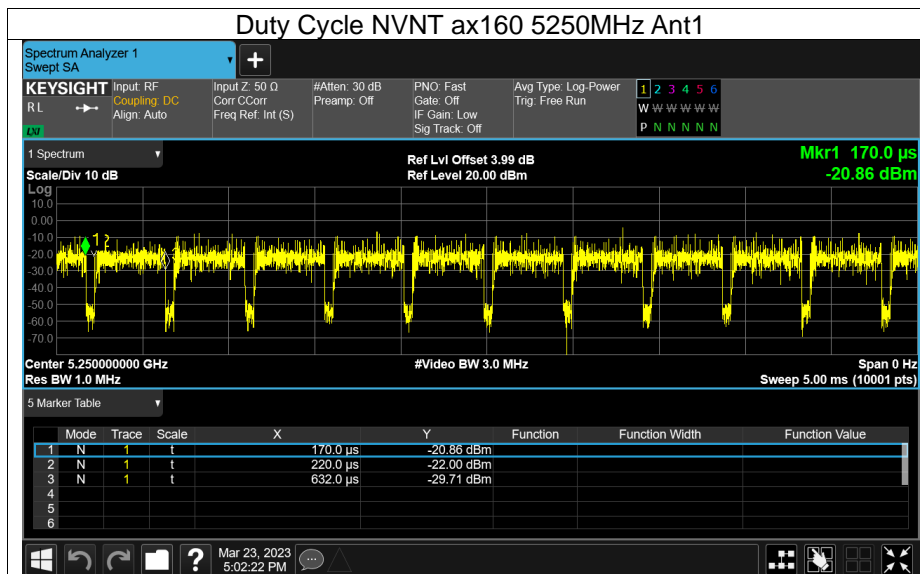 Duty Cycle NVNT ax160 5250MHz Ant1
Spectrum Analyzer 1
Swept SA
+
KEYSIGHT Input: RF Input Z: 50 Ω #Atten: 30 dB PNO: Fast Avg Type: Log-Power 1 2 3 4 5 6
R L Coupling: DC Corr CCorr Preamp: Off Gate: Off Trig: Free Run W W W W W W
Align: Auto Freq Ref: Int (S) IF Gain: Low
LXI Sig Track: Off P N N N N N
1 Spectrum Ref Lvl Offset 3.99 dB Mkr1 170.0 µs
Scale/Div 10 dB Ref Level 20.00 dBm -20.86 dBm
Log
10.0
0.00
-10.0
1 2
-20.0
-30.0
-40.0
-50.0
-60.0
-70.0
Center 5.250000000 GHz #Video BW 3.0 MHz Span 0 Hz
Res BW 1.0 MHz Sweep 5.00 ms (10001 pts)
5 Marker Table
Mode Trace Scale X Y Function Function Width Function Value
1 N 1 t 170.0 µs -20.86 dBm
2 N 1 t 220.0 µs -22.00 dBm
3 N 1 t 632.0 µs -29.71 dBm
4
5
6
? Mar 23, 2023
5:02:22 PM